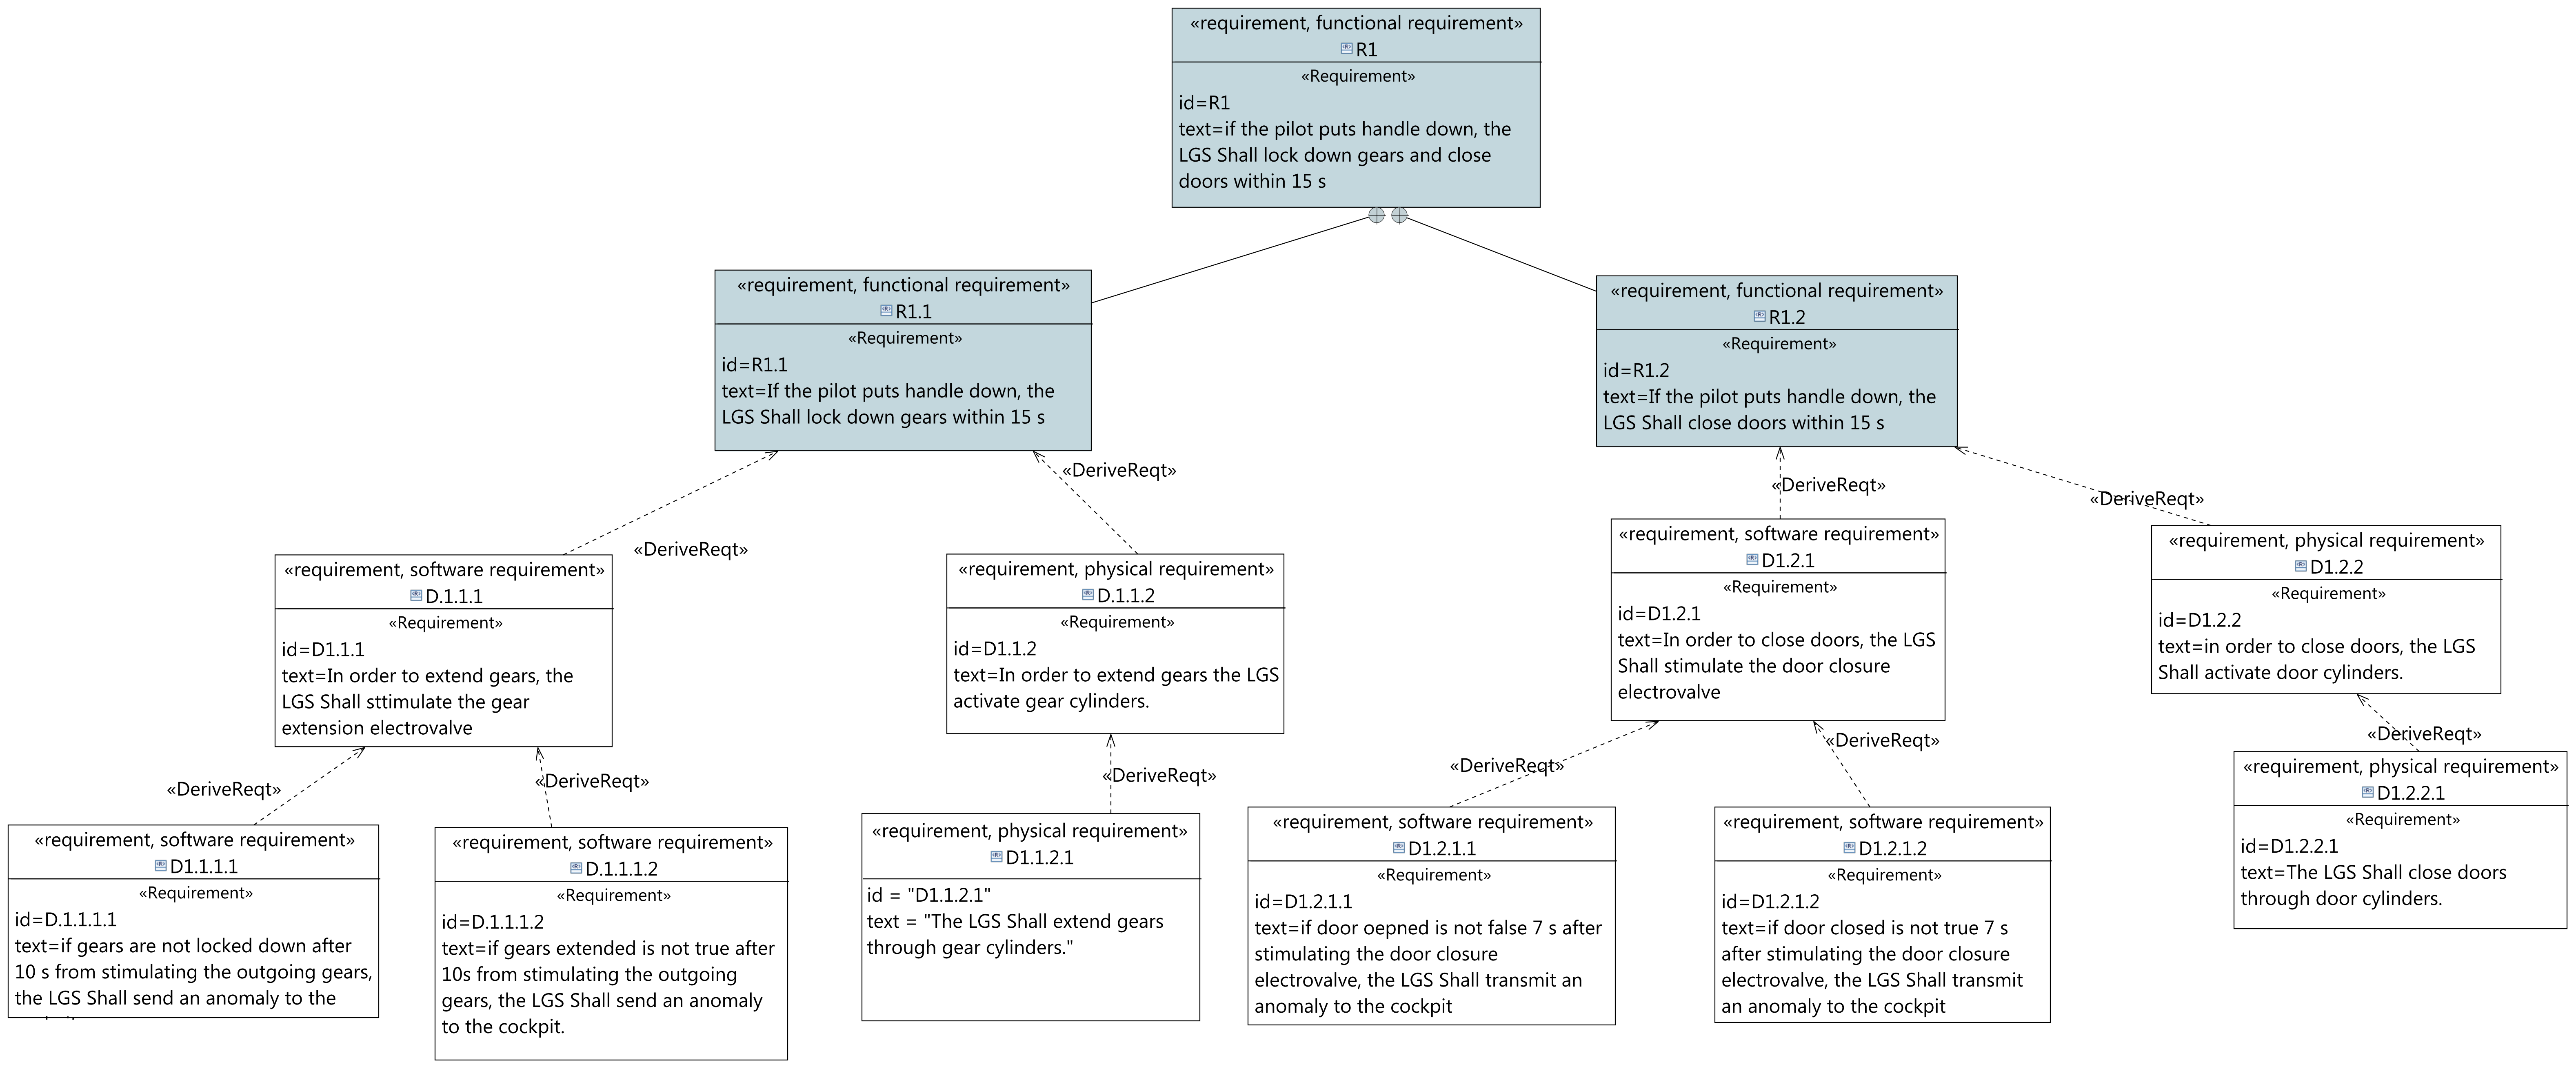 «requirement, functional requirement»
R1
«Requirement»
id=R1
text=if the pilot puts handle down, the
LGS Shall lock down gears and close
doors within 15 s
«requirement, functional requirement»
R1.1
«Requirement»
id=R1.1
text=If the pilot puts handle down, the
LGS Shall lock down gears within 15 s
«requirement, functional requirement»
R1.2
«Requirement»
id=R1.2
text=If the pilot puts handle down, the
LGS Shall close doors within 15 s
«DeriveReqt»
«DeriveReqt»
«DeriveReqt»
«DeriveReqt»
«requirement, software requirement»
D.1.1.1
«Requirement»
id=D1.1.1
text=In order to extend gears, the
LGS Shall sttimulate the gear
extension electrovalve
«requirement, physical requirement»
D.1.1.2
«Requirement»
id=D1.1.2
text=In order to extend gears the LGS
activate gear cylinders.
«requirement, software requirement»
D1.2.1
«Requirement»
id=D1.2.1
text=In order to close doors, the LGS
Shall stimulate the door closure
electrovalve
«requirement, physical requirement»
D1.2.2
«Requirement»
id=D1.2.2
text=in order to close doors, the LGS
Shall activate door cylinders.
«DeriveReqt»
«DeriveReqt»
«DeriveReqt»
«DeriveReqt»
«DeriveReqt»
«DeriveReqt»
«requirement, software requirement»
D1.1.1.1
«Requirement»
id=D.1.1.1.1
text=if gears are not locked down after
10 s from stimulating the outgoing gears,
the LGS Shall send an anomaly to the
«requirement, software requirement»
D.1.1.1.2
«Requirement»
id=D.1.1.1.2
text=if gears extended is not true after
10s from stimulating the outgoing
gears, the LGS Shall send an anomaly
to the cockpit.
«requirement, physical requirement»
D1.1.2.1
id = "D1.1.2.1"
text = "The LGS Shall extend gears
through gear cylinders."
«requirement, software requirement»
D1.2.1.1
«Requirement»
id=D1.2.1.1
text=if door oepned is not false 7 s after
stimulating the door closure
electrovalve, the LGS Shall transmit an
anomaly to the cockpit
«requirement, software requirement»
D1.2.1.2
«Requirement»
id=D1.2.1.2
text=if door closed is not true 7 s
after stimulating the door closure
electrovalve, the LGS Shall transmit
an anomaly to the cockpit
«requirement, physical requirement»
D1.2.2.1
«Requirement»
id=D1.2.2.1
text=The LGS Shall close doors
through door cylinders.